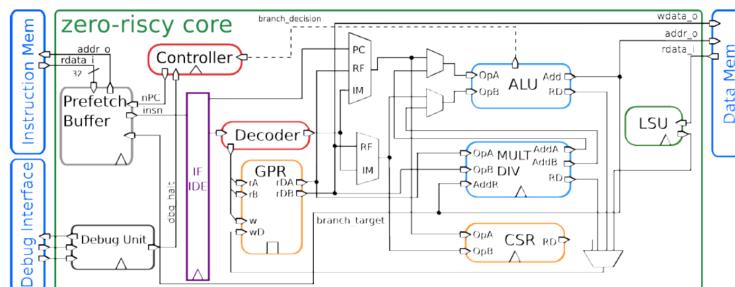 zero-riscy core
branch_decision
wdata_o
addr_o
rdata_i
Instruction Mem
addr_o
rdata_i
32
Controller
Prefetch
Buffer
nPC
insn
PC
RF
IM
OpA
OpB
ALU
Add
RD
Data Mem
LSU
Decoder
IF
IDE
RF
IM
GPR
rA
rB
rDA
rDB
w
wD
OpA
OpB
AddR
MULT
DIV
AddA
AddB
RD
dbg_halt
branch_target
Debug Interface
Debug Unit
OpA
OpB
CSR
RD